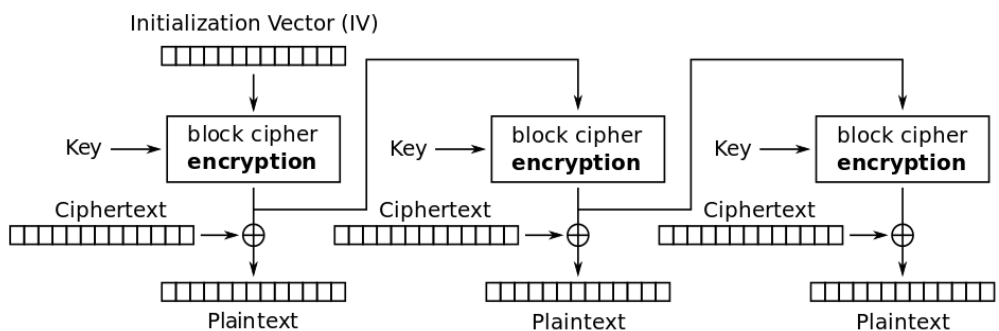 Initialization Vector (IV)
Key
block cipher
encryption
Key
block cipher
encryption
Key
block cipher
encryption
Ciphertext
Ciphertext
Ciphertext
Plaintext
Plaintext
Plaintext